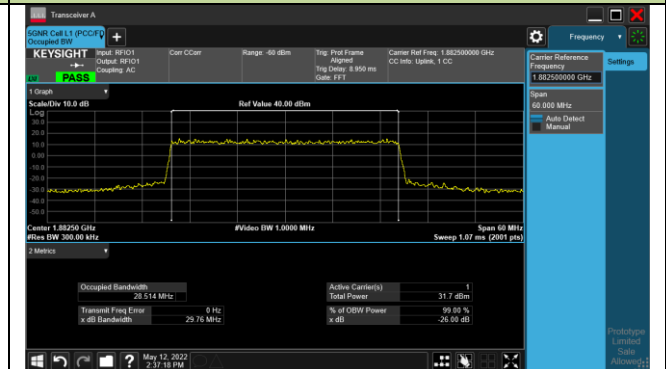 Transceiver A
5GNR Cell L1 (PCC/FD
Occupied BW
Frequency
KEYSIGHT
Input: RFIO1
Output: RFIO1
Coupling: AC
Corr CCorr
Range: -60 dBm
Trig: Prot Frame
Aligned
Trig Delay: 8.950 ms
Gate: FFT
Carrier Ref Freq: 1.882500000 GHz
CC Info: Uplink, 1 CC
LV
PASS
Carrier Reference
Frequency
1.882500000 GHz
Settings
Span
60.000 MHz
Auto Detect
Manual
1 Graph
Scale/Div 10.0 dB
Ref Value 40.00 dBm
Log
30.0
20.0
10.0
0.00
-10.0
-20.0
-30.0
-40.0
-50.0
Center 1.88250 GHz
#Video BW 1.0000 MHz
Span 60 MHz
#Res BW 300.00 kHz
Sweep 1.07 ms (2001 pts)
2 Metrics
Occupied Bandwidth
28.514 MHz
Active Carrier(s)
1
Total Power
31.7 dBm
Transmit Freq Error
0 Hz
x dB Bandwidth
29.76 MHz
% of OBW Power
99.00 %
x dB
-26.00 dB
May 12, 2022
2:37:18 PM
Prototype
Limited
Sale
Allowed